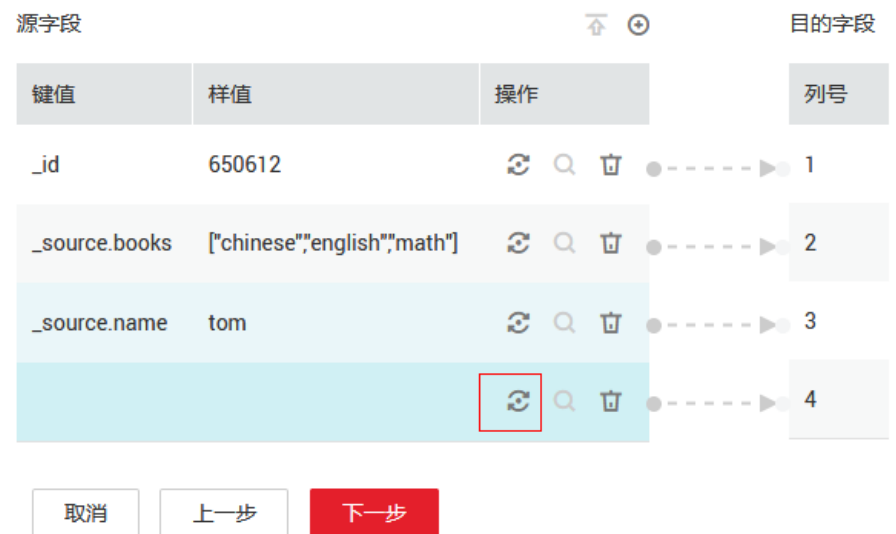 源字段 目的字段
键值 样值 操作 列号
_id 650612 1
_source.books ["chinese","english","math"] 2
_source.name tom 3
4
取消 上一步 下一步